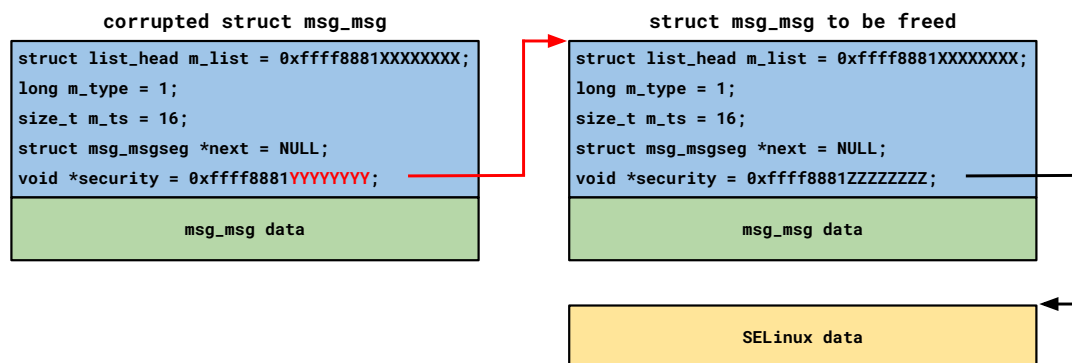 corrupted struct msg_msg
struct list_head m_list = 0xffff8881XXXXXXXX;
long m_type = 1;
size_t m_ts = 16;
struct msg_msgseg *next = NULL;
void *security = 0xffff8881YYYYYYYY;
msg_msg data
struct msg_msg to be freed
struct list_head m_list = 0xffff8881XXXXXXXX;
long m_type = 1;
size_t m_ts = 16;
struct msg_msgseg *next = NULL;
void *security = 0xffff8881ZZZZZZZZ;
msg_msg data
SELinux data